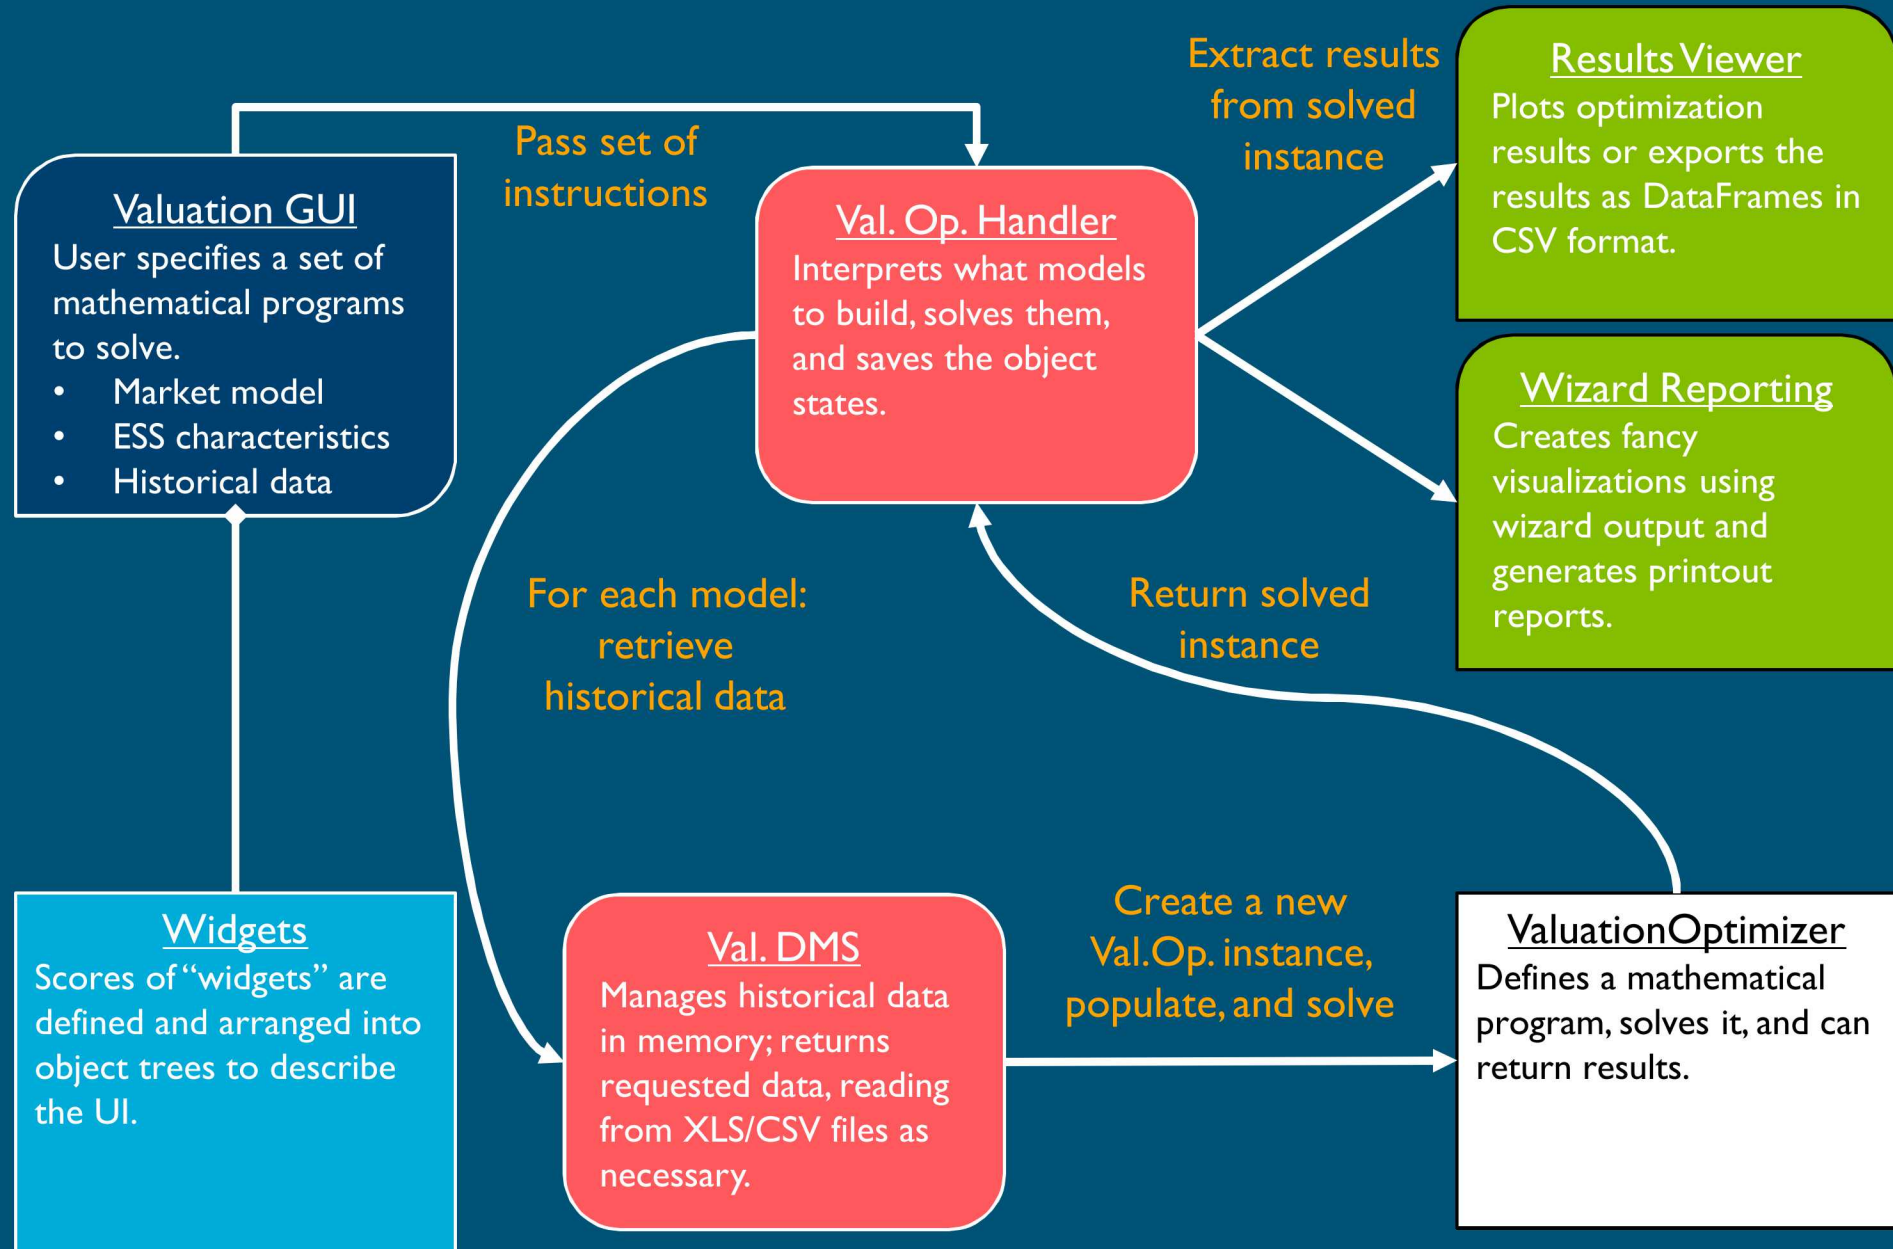 Valuation GUI
User specifies a set of
mathematical programs
to solve.
• Market model
• ESS characteristics
• Historical data
Pass set of
instructions
Val. Op. Handler
Interprets what models
to build, solves them,
and saves the object
states.
Extract results
from solved
instance
Results Viewer
Plots optimization
results or exports the
results as DataFrames in
CSV format.
Wizard Reporting
Creates fancy
visualizations using
wizard output and
generates printout
reports.
For each model:
retrieve
historical data
Return solved
instance
Widgets
Scores of “widgets” are
defined and arranged into
object trees to describe
the UI.
Val. DMS
Manages historical data
in memory; returns
requested data, reading
from XLS/CSV files as
necessary.
Create a new
Val.Op. instance,
populate, and solve
ValuationOptimizer
Defines a mathematical
program, solves it, and can
return results.